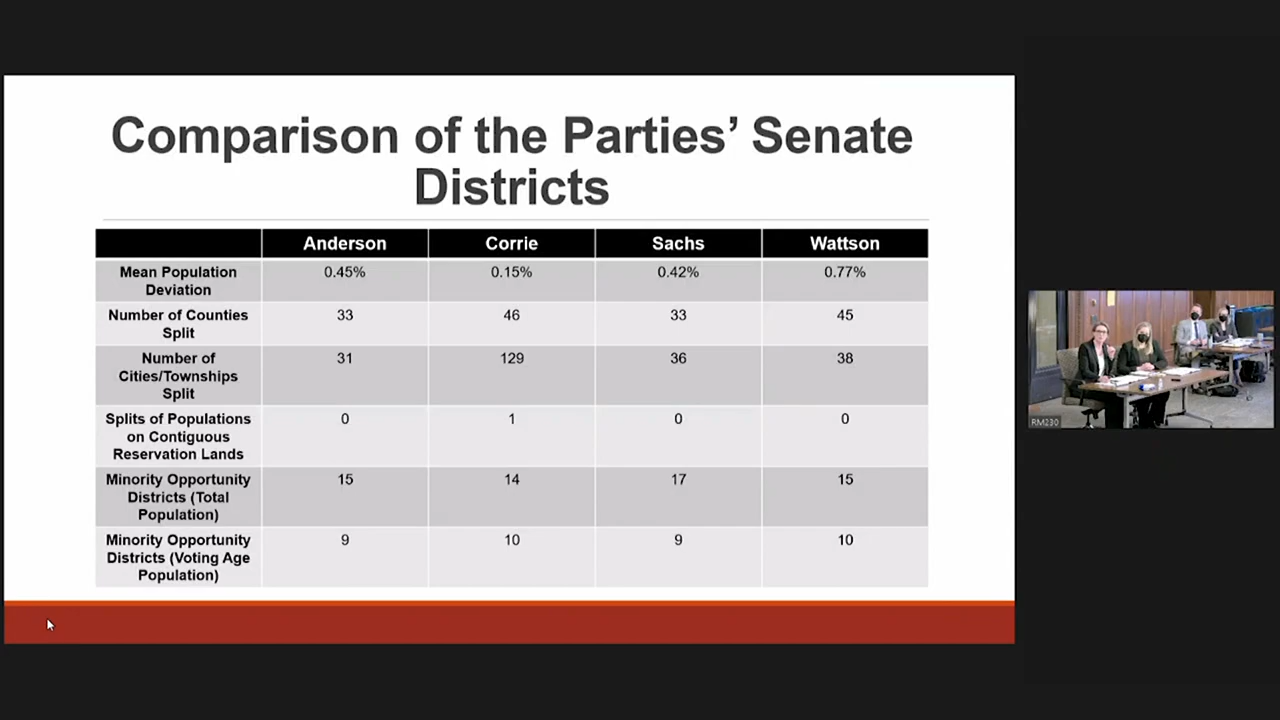 Comparison of the Parties’ Senate
Districts
Anderson Corrie Sachs Wattson
Mean Population
Deviation
0.45% 0.15% 0.42% 0.77%
Number of Counties
Split
33 46 33 45
Number of
Cities/Townships
Split
31 129 36 38
Splits of Populations
on Contiguous
Reservation Lands
0 1 0 0
Minority Opportunity
Districts (Total
Population)
15 14 17 15
Minority Opportunity
Districts (Voting Age
Population)
9 10 9 10
RM230